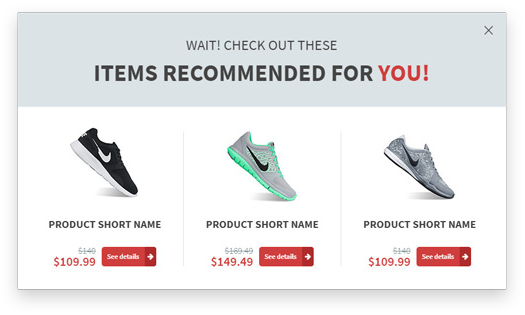 WAIT! CHECK OUT THESE
ITEMS RECOMMENDED FOR YOU!
PRODUCT SHORT NAME
$140
$109.99
See details
PRODUCT SHORT NAME
$169.49
$149.49
See details
PRODUCT SHORT NAME
$140
$109.99
See details